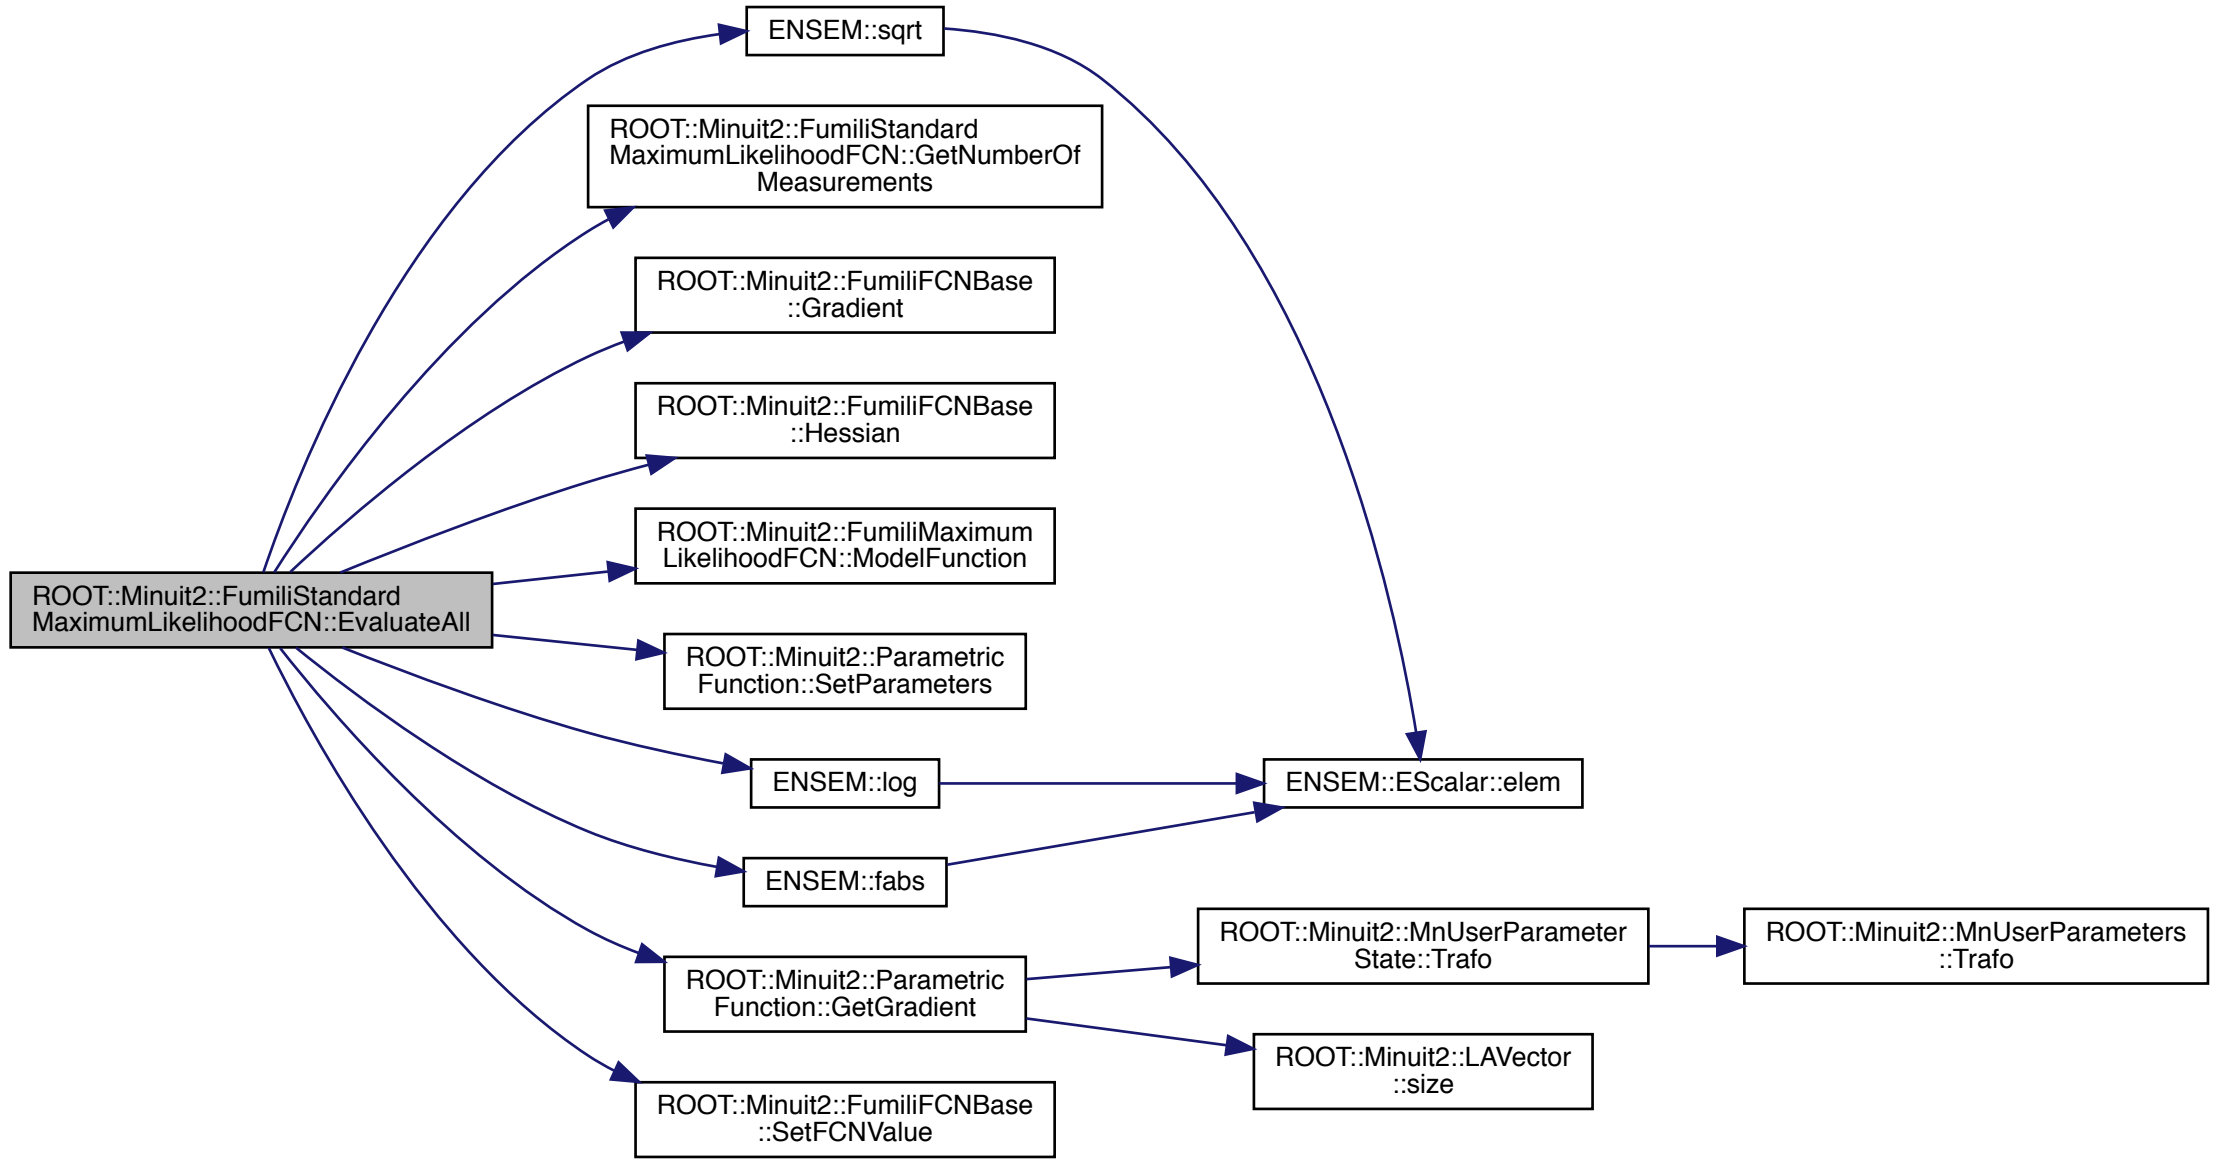 ENSEM::sqrt
ROOT::Minuit2::FumiliStandard
MaximumLikelihoodFCN::GetNumberOf
Measurements
ROOT::Minuit2::FumiliFCNBase
::Gradient
ROOT::Minuit2::FumiliFCNBase
::Hessian
ROOT::Minuit2::FumiliMaximum
LikelihoodFCN::ModelFunction
ROOT::Minuit2::FumiliStandard
MaximumLikelihoodFCN::EvaluateAll
ROOT::Minuit2::Parametric
Function::SetParameters
ENSEM::log
ENSEM::EScalar::elem
ENSEM::fabs
ROOT::Minuit2::Parametric
Function::GetGradient
ROOT::Minuit2::MnUserParameter
State::Trafo
ROOT::Minuit2::MnUserParameters
::Trafo
ROOT::Minuit2::LAVector
::size
ROOT::Minuit2::FumiliFCNBase
::SetFCNValue